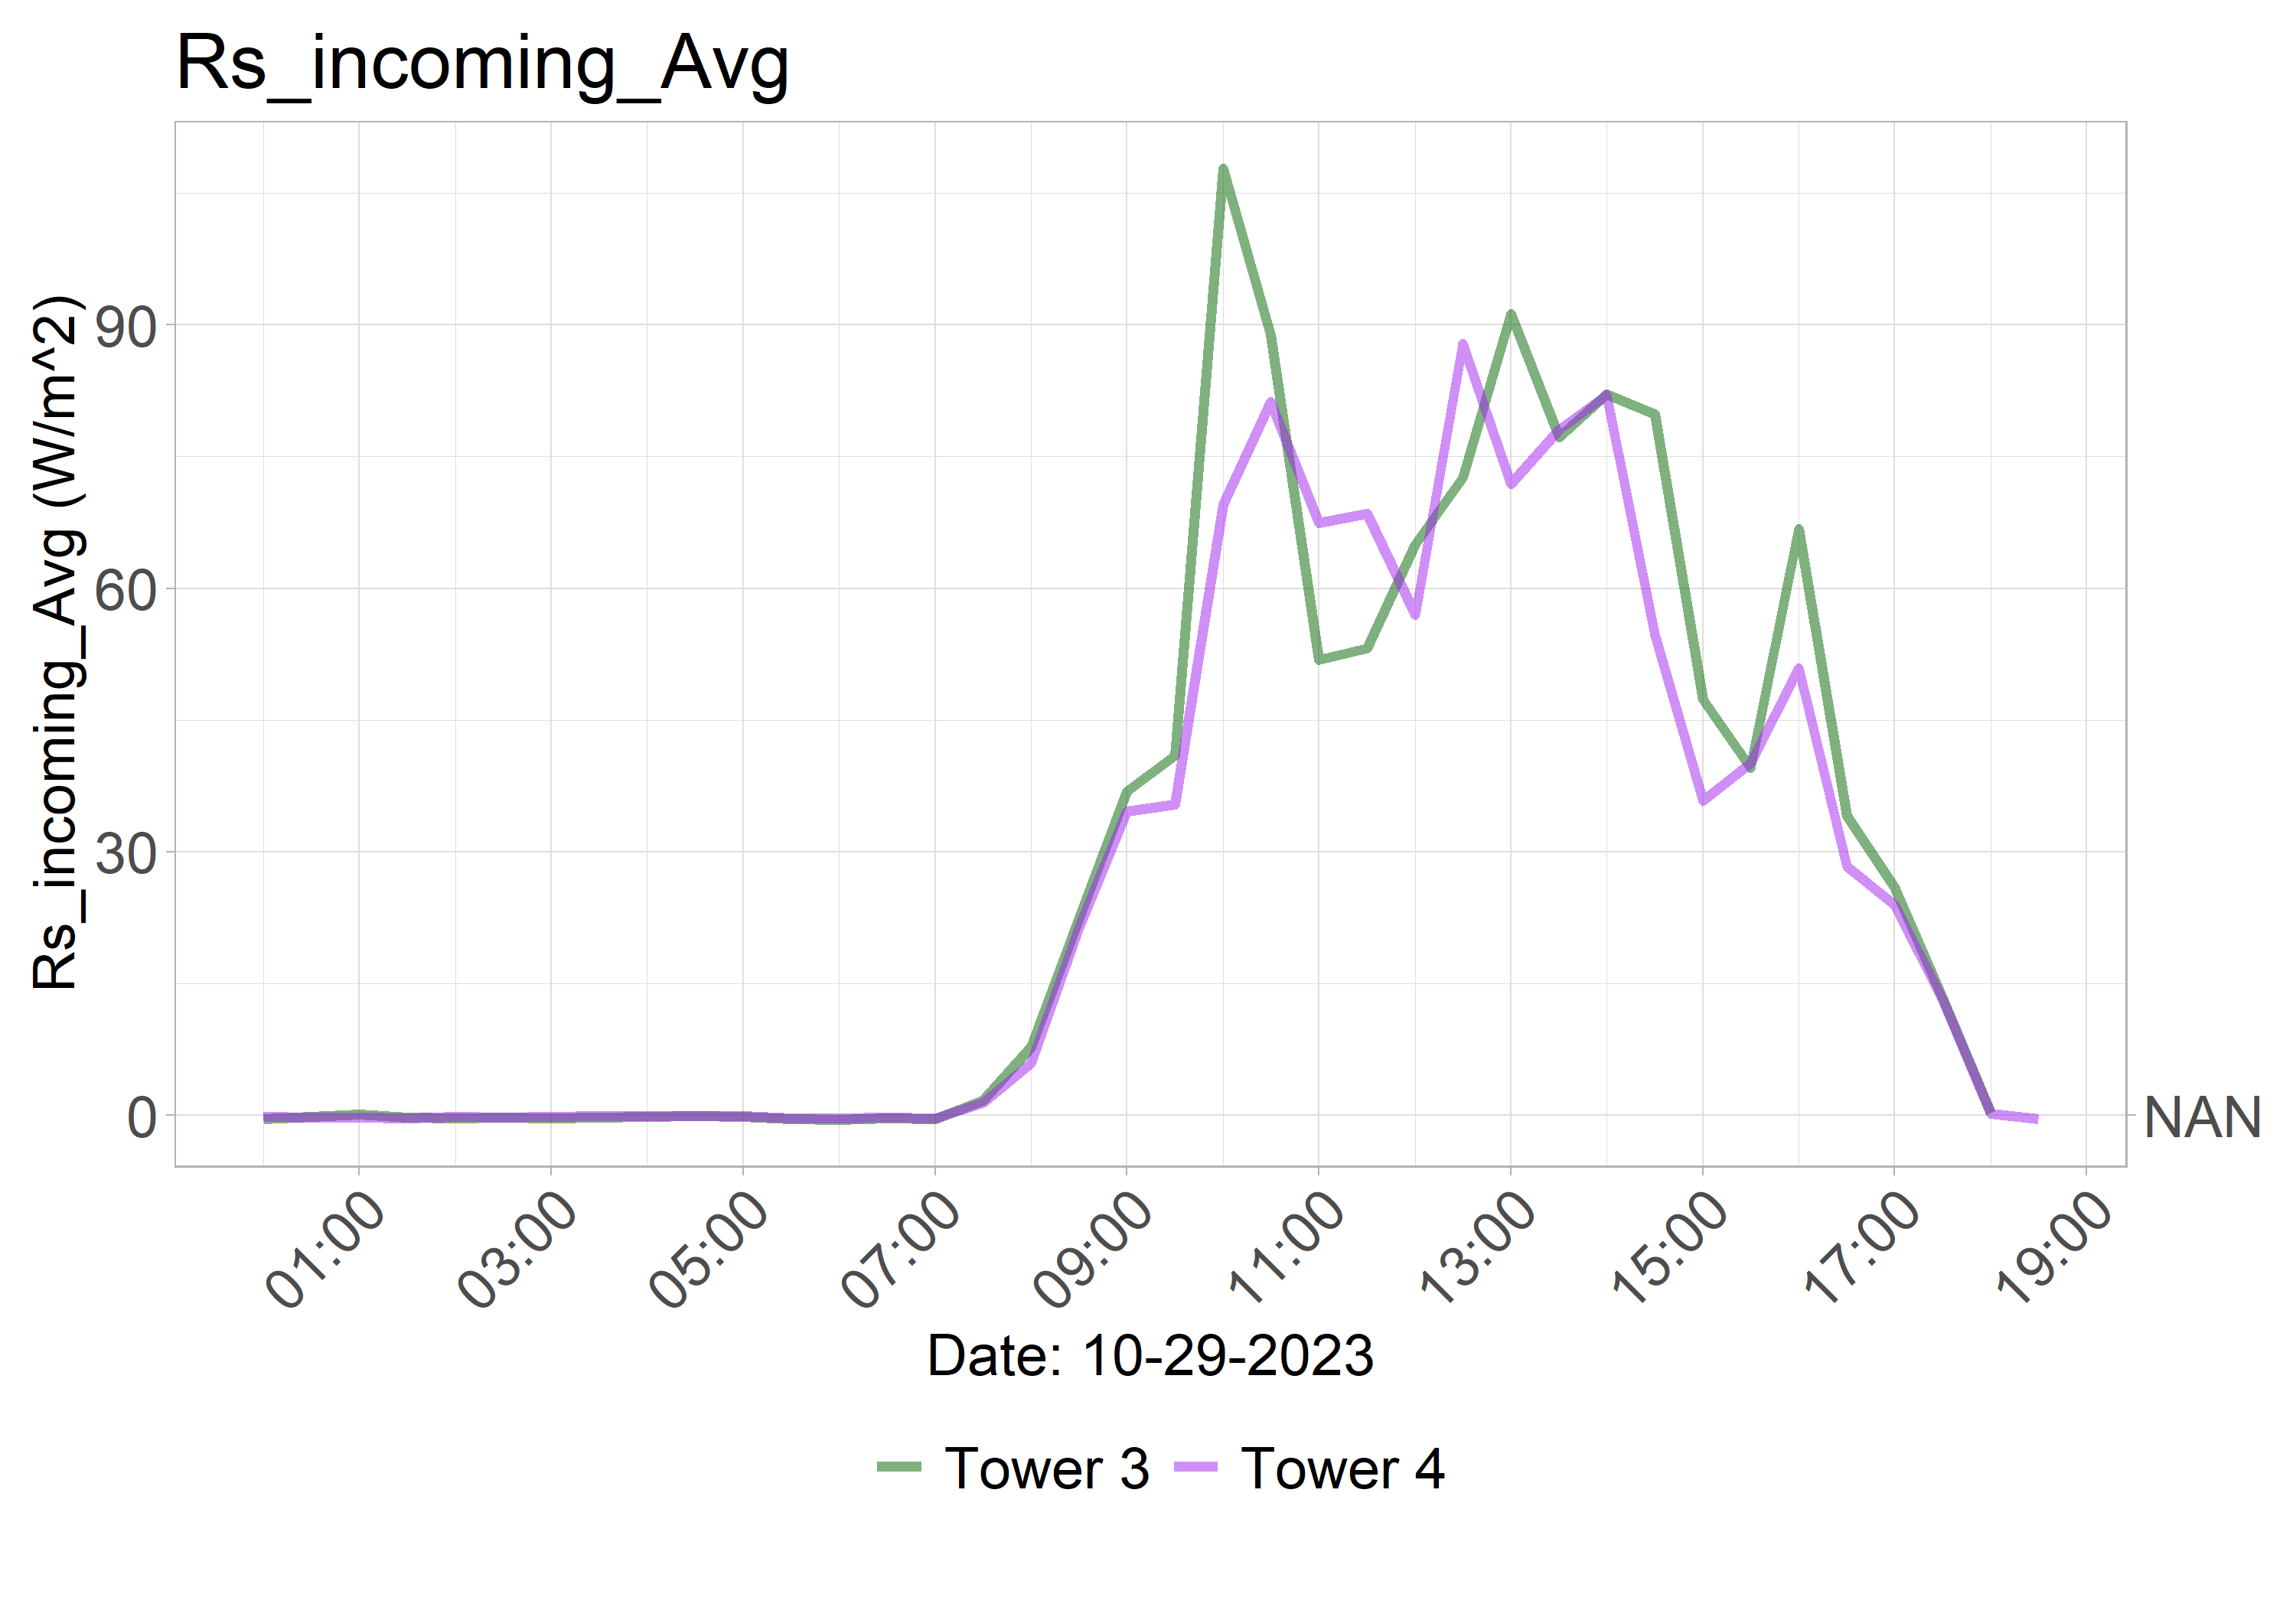 Rs_incoming_Avg
Rs_incoming_Avg (W/m^2)
90
60
30
0
NAN
01:00 03:00 05:00 07:00 09:00 11:00 13:00 15:00 17:00 19:00
Date: 10-29-2023
Tower 3 Tower 4